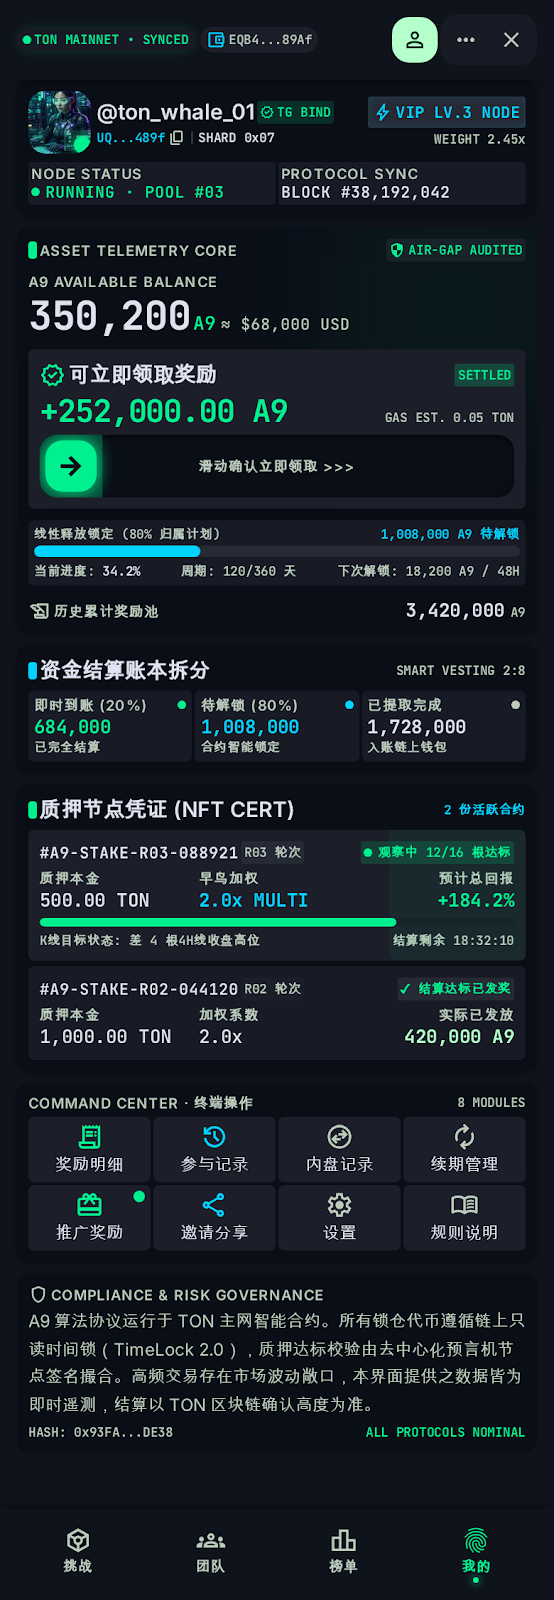 TON MAINNET • SYNCED
EQB4...89Af
@ton_whale_01
TG BIND
VIP LV.3 NODE
UQ...489f
SHARD 0x07
WEIGHT 2.45x
NODE STATUS
RUNNING · POOL #03
PROTOCOL SYNC
BLOCK #38,192,042
ASSET TELEMETRY CORE
AIR-GAP AUDITED
A9 AVAILABLE BALANCE
350,200 A9 ≈ $68,000 USD
可立即领取奖励
SETTLED
+252,000.00 A9
GAS EST. 0.05 TON
滑动确认立即领取 >>>
线性释放锁定 (80% 归属计划)
1,008,000 A9 待解锁
当前进度: 34.2%
周期: 120/360 天
下次解锁: 18,200 A9 / 48H
历史累计奖励池
3,420,000 A9
资金结算账本拆分
SMART VESTING 2:8
即时到账 (20%)
684,000
已完全结算
待解锁 (80%)
1,008,000
合约智能锁定
已提取完成
1,728,000
入账链上钱包
质押节点凭证 (NFT CERT)
2 份活跃合约
#A9-STAKE-R03-088921
R03 轮次
观察中 12/16 根达标
质押本金
500.00 TON
早鸟加权
2.0x MULTI
预计总回报
+184.2%
K线目标状态: 差 4 根4H线收盘高位
结算剩余 18:32:10
#A9-STAKE-R02-044120
R02 轮次
✓ 结算达标已发奖
质押本金
1,000.00 TON
加权系数
2.0x
实际已发放
420,000 A9
COMMAND CENTER · 终端操作
8 MODULES
奖励明细
参与记录
内盘记录
续期管理
推广奖励
邀请分享
设置
规则说明
COMPLIANCE & RISK GOVERNANCE
A9 算法协议运行于 TON 主网智能合约。所有锁仓代币遵循链上只
读时间锁（TimeLock 2.0），质押达标校验由去中心化预言机节
点签名撮合。高频交易存在市场波动敞口，本界面提供之数据皆为
即时遥测，结算以 TON 区块链确认高度为准。
HASH: 0x93FA...DE38
ALL PROTOCOLS NOMINAL
挑战
团队
榜单
我的